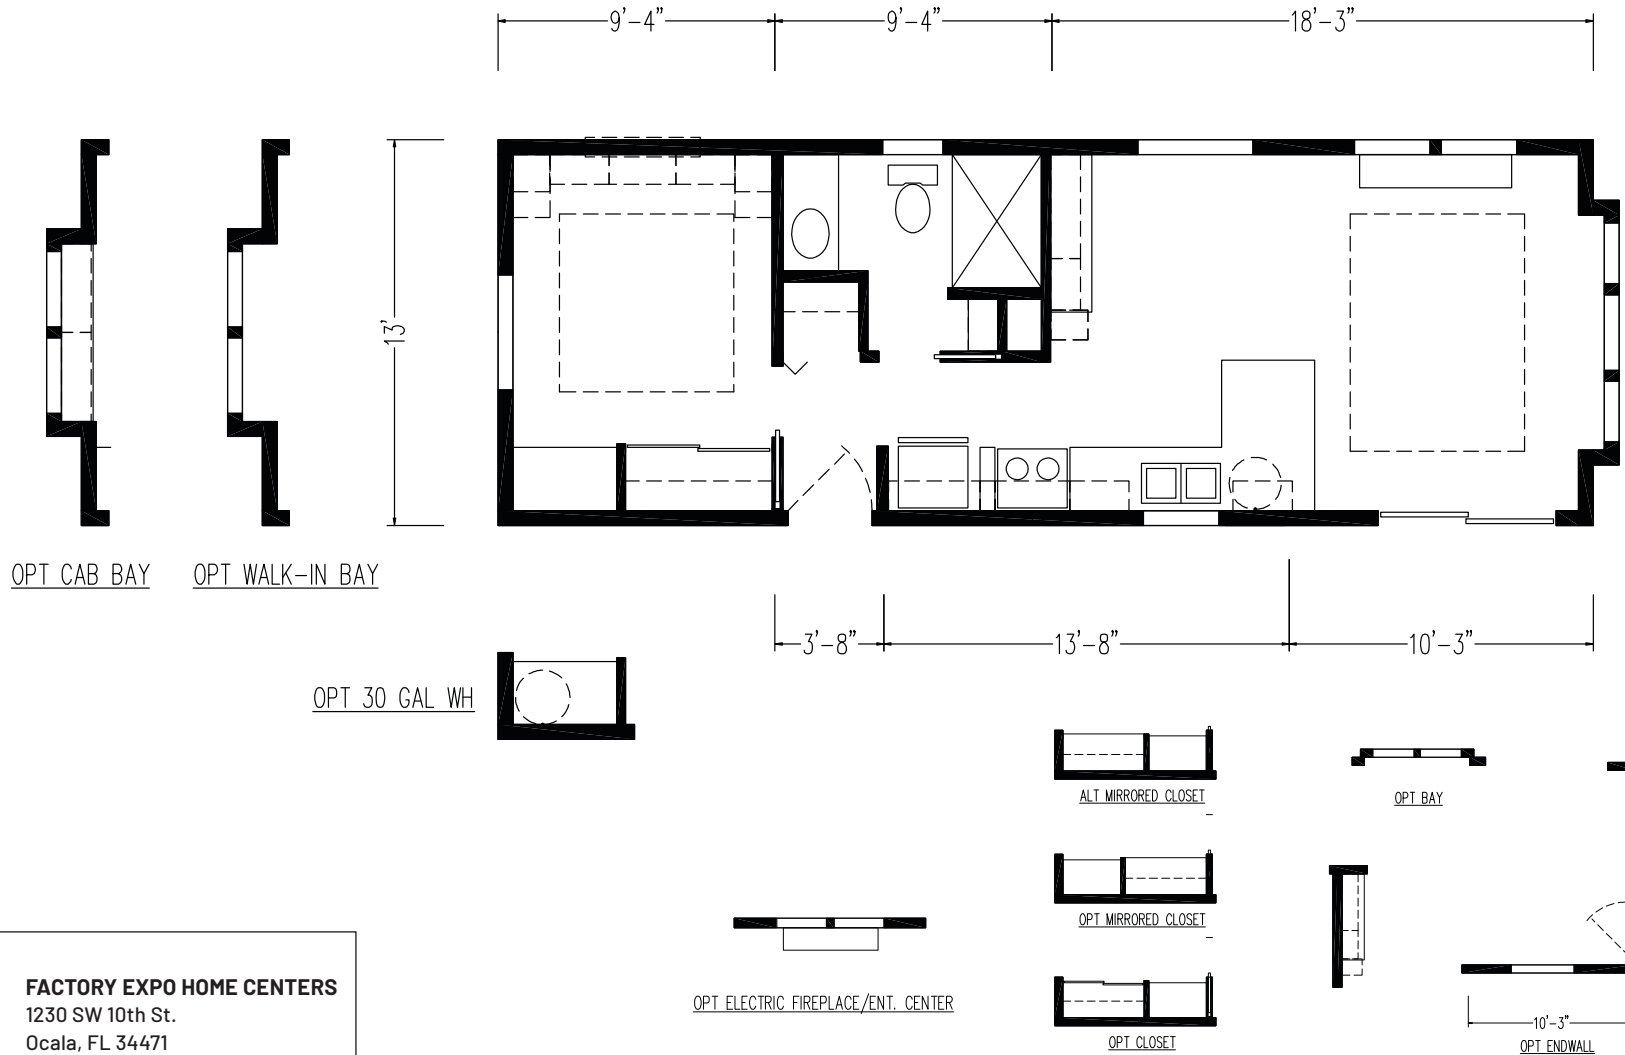 9'-4"
9'-4"
18'-3"
13'
OPT CAB BAY
OPT WALK-IN BAY
3'-8"
13'-8"
10'-3"
OPT 30 GAL WH
ALT MIRRORED CLOSET
OPT BAY
OPT MIRRORED CLOSET
OPT ELECTRIC FIREPLACE/ENT. CENTER
OPT CLOSET
10'-3"
OPT ENDWALL
FACTORY EXPO HOME CENTERS
1230 SW 10th St.
Ocala, FL 34471